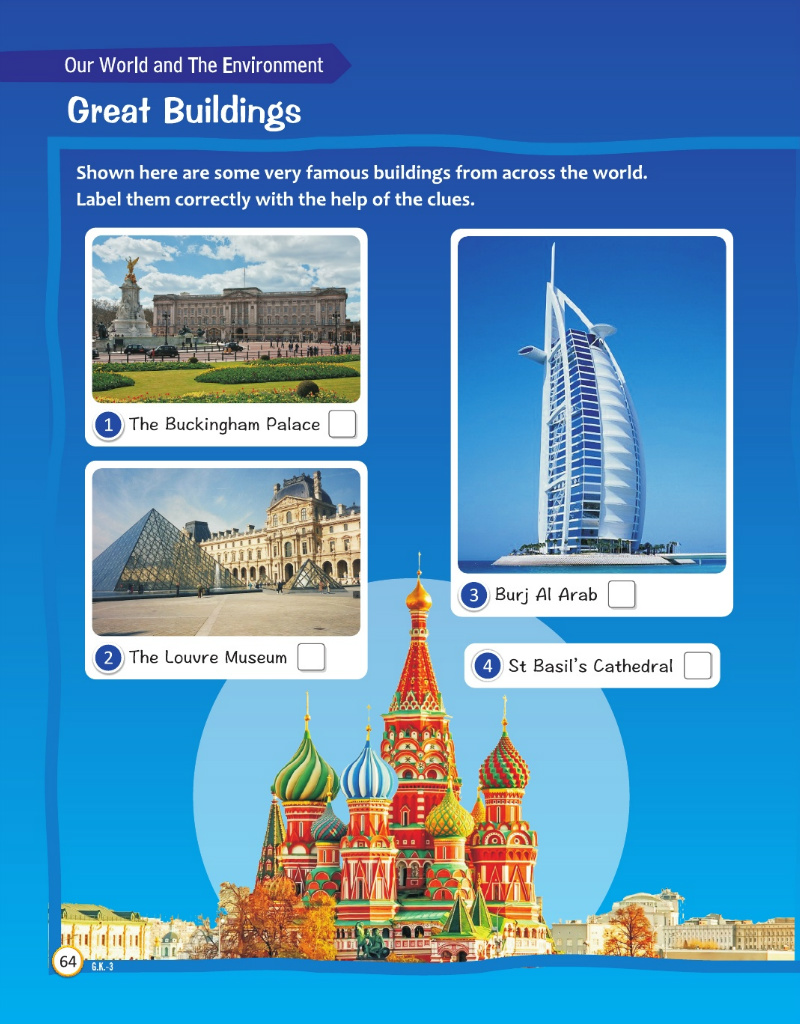 Our World and The Environment
Great Buildings
Shown here are some very famous buildings from across the world.
Label them correctly with the help of the clues.
1 The Buckingham Palace
2 The Louvre Museum
3 Burj Al Arab
4 St Basil's Cathedral
64 G.K.-3